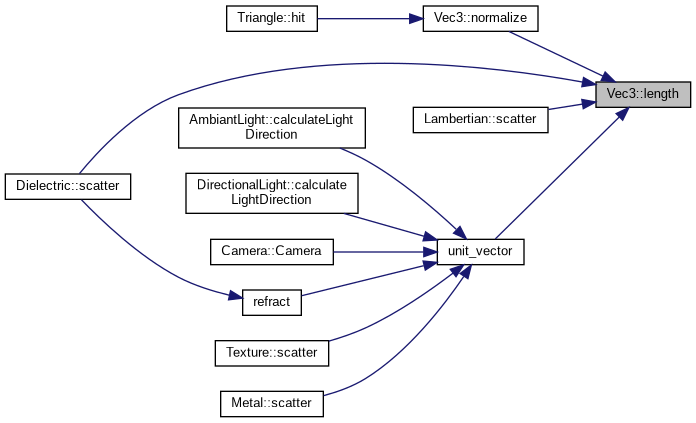 Triangle::hit
Vec3::normalize
Vec3::length
AmbiantLight::calculateLight
Direction
Lambertian::scatter
Dielectric::scatter
DirectionalLight::calculate
LightDirection
Camera::Camera
unit_vector
refract
Texture::scatter
Metal::scatter